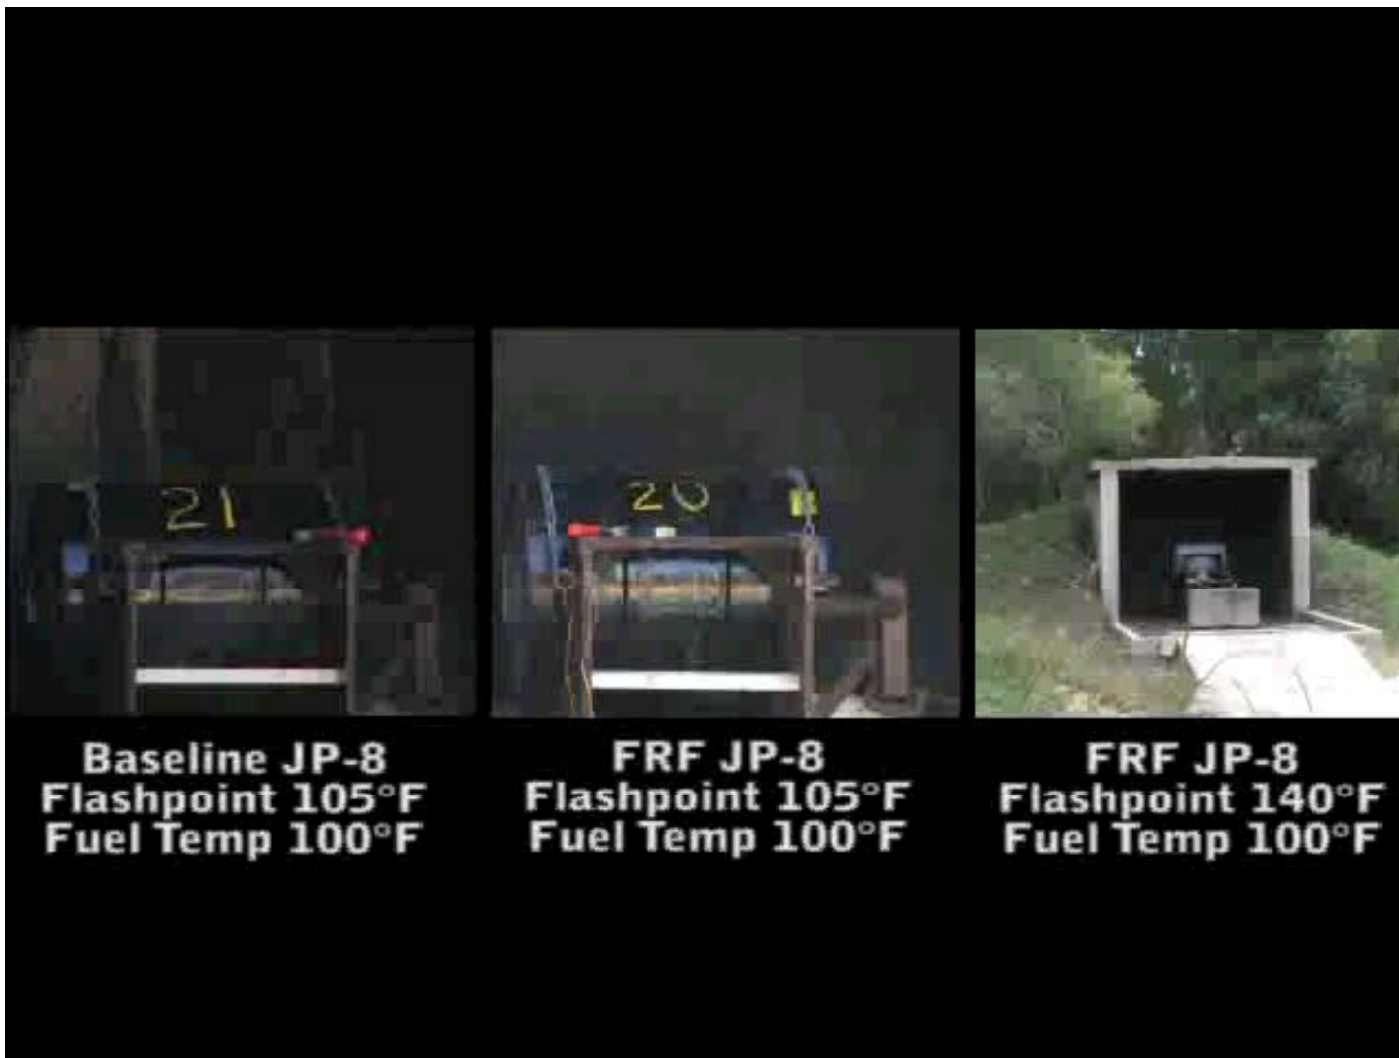 21
20
Baseline JP-8
Flashpoint 105°F
Fuel Temp 100°F
FRF JP-8
Flashpoint 105°F
Fuel Temp 100°F
FRF JP-8
Flashpoint 140°F
Fuel Temp 100°F